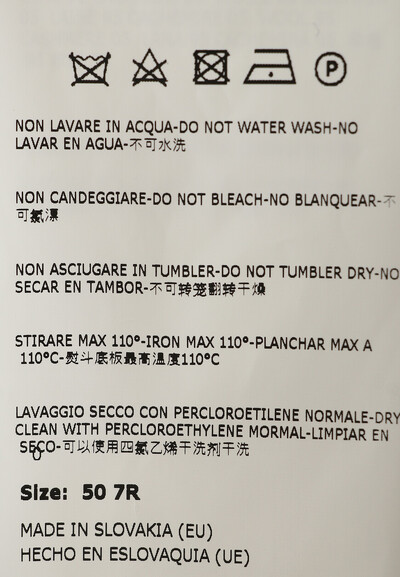 P
NON LAVARE IN ACQUA-DO NOT WATER WASH-NO
LAVAR EN AGUA-不可水洗
NON CANDEGGIARE-DO NOT BLEACH-NO BLANQUEAR-不
可氯漂
NON ASCIUGARE IN TUMBLER-DO NOT TUMBLER DRY-NO
SECAR EN TAMBOR-不可转笼翻转干燥
STIRARE MAX 110°-IRON MAX 110°-PLANCHAR MAX A
110°C-熨斗底板最高温度110°C
LAVAGGIO SECCO CON PERCLOROETILENE NORMALE-DRY
CLEAN WITH PERCLOROETHYLENE MORMAL-LIMPIAR EN
SECO-可以使用四氯乙烯干洗剂干洗
Size: 50 7R
MADE IN SLOVAKIA (EU)
HECHO EN ESLOVAQUIA (UE)